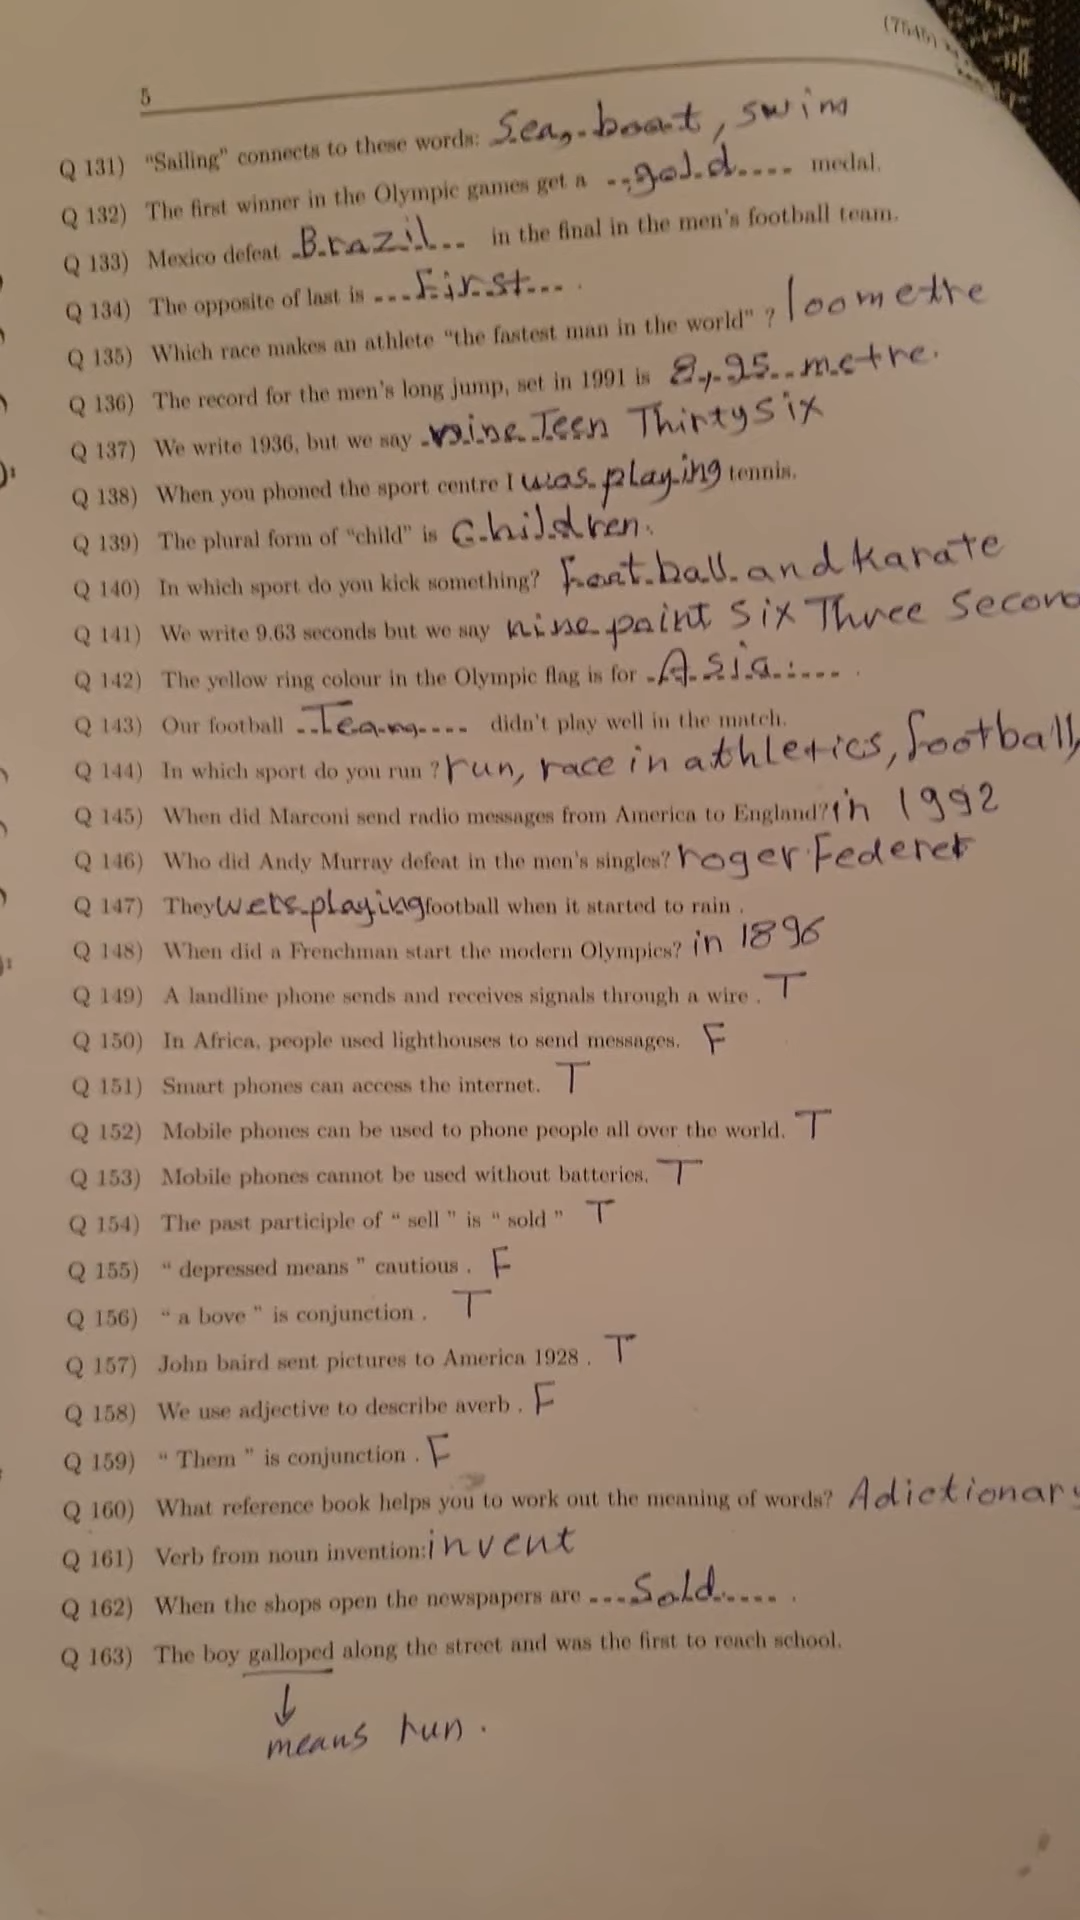 5
Q 131) "Sailing" connects to these words: Sea, boat, swim
Q 132) The first winner in the Olympic games get a ..gold.... medal.
Q 133) Mexico defeat .Brazil... in the final in the men's football team.
Q 134) The opposite of last is ...First... .
Q 135) Which race makes an athlete "the fastest man in the world" ? 100 metre
Q 136) The record for the men's long jump, set in 1991 is 8,95 metre.
Q 137) We write 1936, but we say nine Teen Thirty six
Q 138) When you phoned the sport centre I was playing tennis.
Q 139) The plural form of "child" is Children.
Q 140) In which sport do you kick something? Foot ball and karate
Q 141) We write 9.63 seconds but we say nine point six Three Second
Q 142) The yellow ring colour in the Olympic flag is for .Asia.... .
Q 143) Our football ..Team.... didn't play well in the match.
Q 144) In which sport do you run ? run, race in athletics, football,
Q 145) When did Marconi send radio messages from America to England? in 1992
Q 146) Who did Andy Murray defeat in the men's singles? roger Federer
Q 147) They were playing football when it started to rain .
Q 148) When did a Frenchman start the modern Olympics? in 1896
Q 149) A landline phone sends and receives signals through a wire . T
Q 150) In Africa, people used lighthouses to send messages. F
Q 151) Smart phones can access the internet. T
Q 152) Mobile phones can be used to phone people all over the world. T
Q 153) Mobile phones cannot be used without batteries. T
Q 154) The past participle of " sell " is " sold " T
Q 155) " depressed means " cautious . F
Q 156) " a bove " is conjunction . T
Q 157) John baird sent pictures to America 1928 . T
Q 158) We use adjective to describe averb . F
Q 159) " Them " is conjunction . F
Q 160) What reference book helps you to work out the meaning of words? A dictionary
Q 161) Verb from noun invention: invent
Q 162) When the shops open the newspapers are ...Sold..... .
Q 163) The boy galloped along the street and was the first to reach school.
↓
means run.